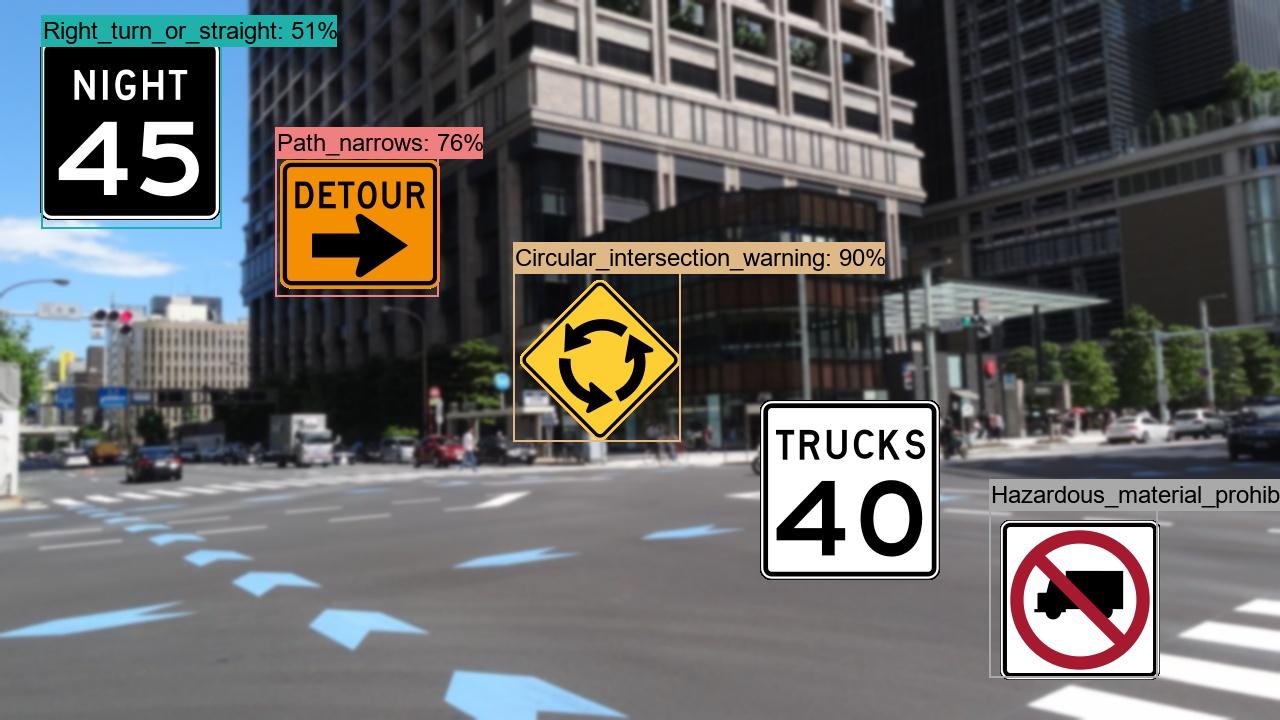 Right_turn_or_straight: 51%
NIGHT
45
Path_narrows: 76%
DETOUR
Circular_intersection_warning: 90%
TRUCKS
40
Hazardous_material_prohib